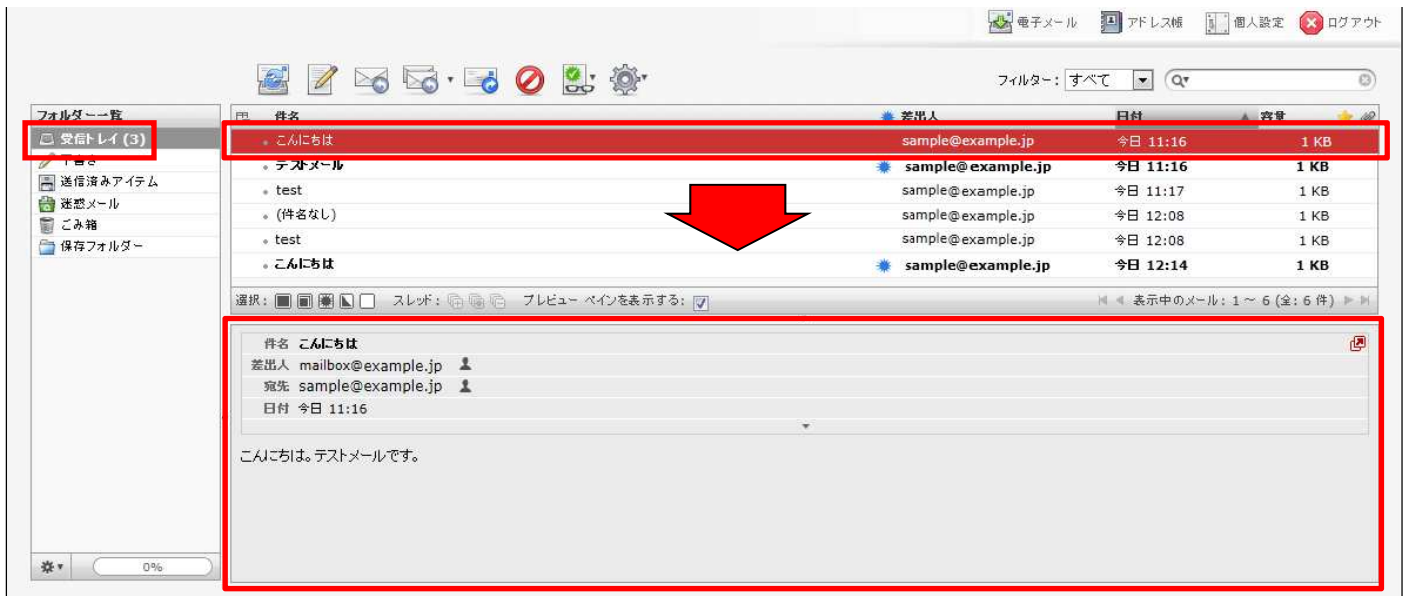 電子メール アドレス帳 個人設定 ログアウト
フィルター: すべて
フォルダー一覧
受信トレイ (3)
下書き
送信済みアイテム
迷惑メール
ごみ箱
保存フォルダー
件名 差出人 日付 容量
こんにちは sample@example.jp 今日 11:16 1 KB
テストメール sample@example.jp 今日 11:16 1 KB
test sample@example.jp 今日 11:17 1 KB
(件名なし) sample@example.jp 今日 12:08 1 KB
test sample@example.jp 今日 12:08 1 KB
こんにちは sample@example.jp 今日 12:14 1 KB
選択: スレッド: プレビュー ペインを表示する: 表示中のメール: 1 ~ 6 (全: 6 件)
件名 こんにちは
差出人 mailbox@example.jp
宛先 sample@example.jp
日付 今日 11:16
こんにちは。テストメールです。
0%